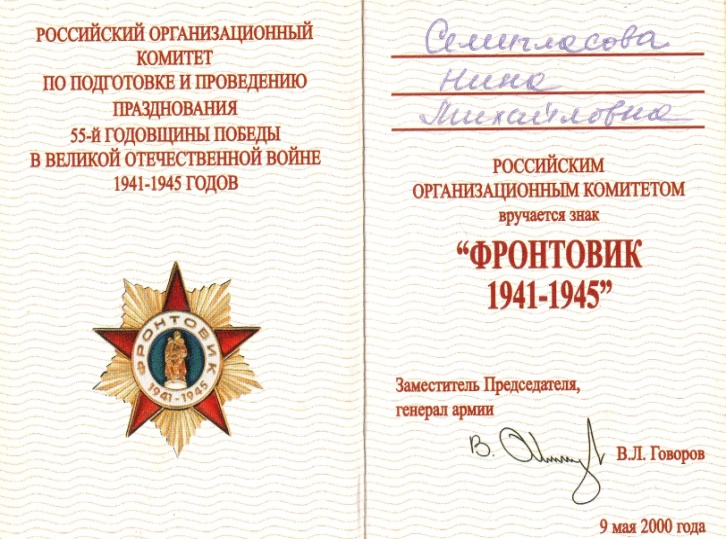 РОССИЙСКИЙ ОРГАНИЗАЦИОННЫЙ
КОМИТЕТ
ПО ПОДГОТОВКЕ И ПРОВЕДЕНИЮ
ПРАЗДНОВАНИЯ
55-й ГОДОВЩИНЫ ПОБЕДЫ
В ВЕЛИКОЙ ОТЕЧЕСТВЕННОЙ ВОЙНЕ
1941-1945 ГОДОВ
ФРОНТОВИК
1941-1945
Семигласова
Нина
Михайловна
РОССИЙСКИМ
ОРГАНИЗАЦИОННЫМ КОМИТЕТОМ
вручается знак
“ФРОНТОВИК
1941-1945”
Заместитель Председателя,
генерал армии
В.Л. Говоров
9 мая 2000 года